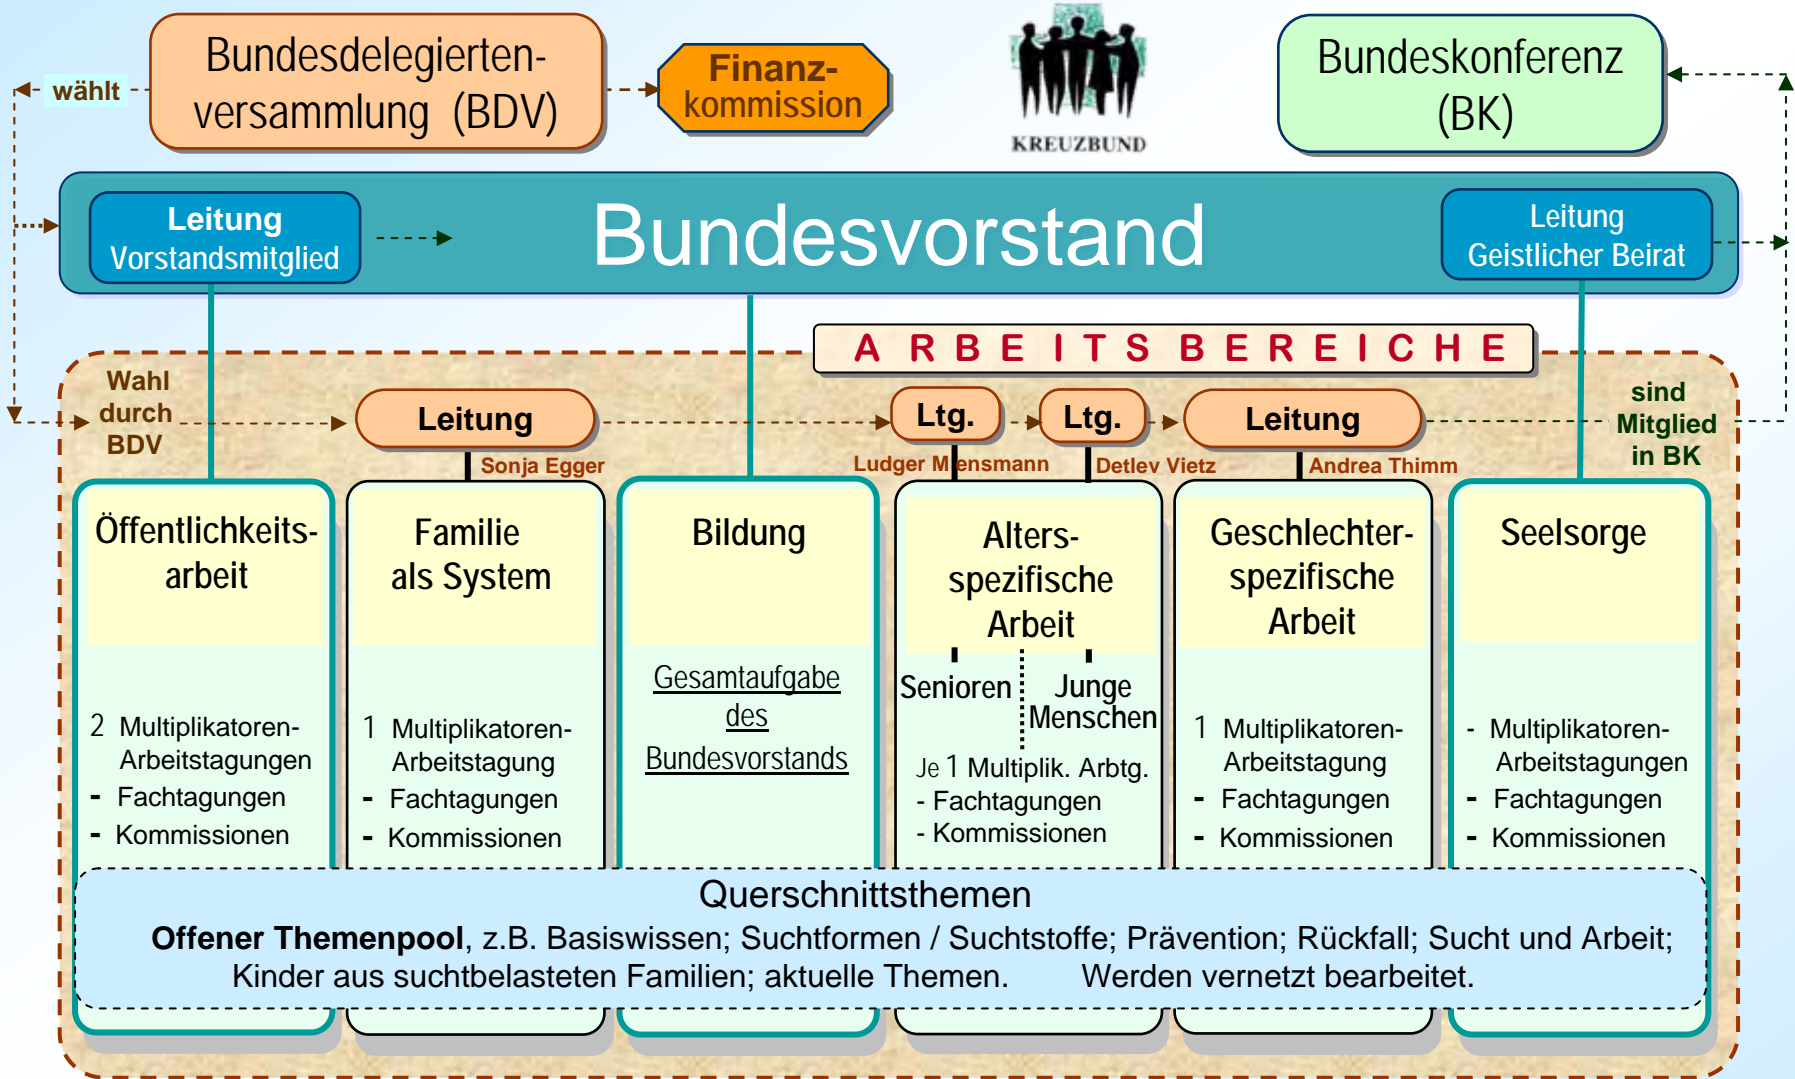 Bundesdelegierten-
versammlung (BDV)
wählt
Finanz-
kommission
KREUZBUND
Bundeskonferenz
(BK)
Leitung
Vorstandsmitglied
Bundesvorstand
Leitung
Geistlicher Beirat
ARBEITSBEREICHE
Wahl
durch
BDV
Leitung
Sonja Egger
Ltg.
Ludger M ensmann
Ltg.
Detlev Vietz
Leitung
Andrea Thimm
sind
Mitglied
in BK
Öffentlichkeits-
arbeit
2 Multiplikatoren-
Arbeitstagungen
- Fachtagungen
- Kommissionen
Familie
als System
1 Multiplikatoren-
Arbeitstagung
- Fachtagungen
- Kommissionen
Bildung
Gesamtaufgabe
des
Bundesvorstands
Alters-
spezifische
Arbeit
Senioren
Junge
Menschen
Je 1 Multiplik. Arbtg.
- Fachtagungen
- Kommissionen
Geschlechter-
spezifische
Arbeit
1 Multiplikatoren-
Arbeitstagung
- Fachtagungen
- Kommissionen
Seelsorge
- Multiplikatoren-
Arbeitstagungen
- Fachtagungen
- Kommissionen
Querschnittsthemen
Offener Themenpool, z.B. Basiswissen; Suchtformen / Suchtstoffe; Prävention; Rückfall; Sucht und Arbeit;
Kinder aus suchtbelasteten Familien; aktuelle Themen. Werden vernetzt bearbeitet.